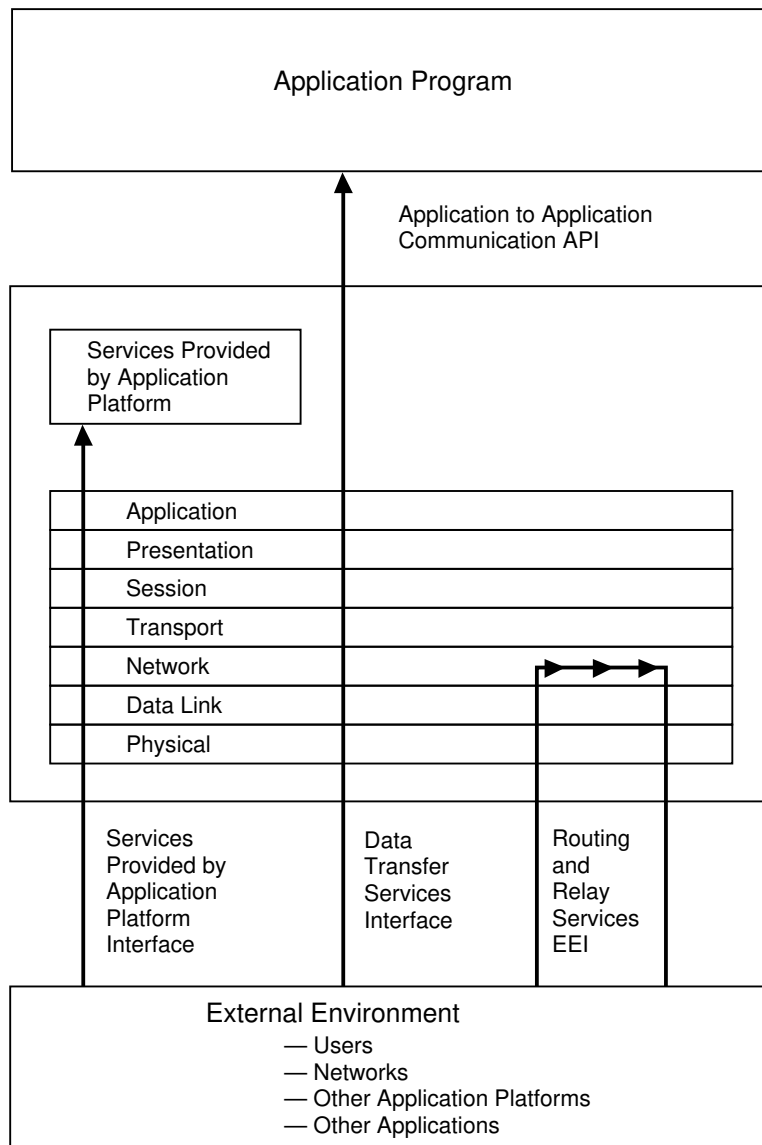 Application Program
Application to Application
Communication API
Services Provided
by Application
Platform
Application
Presentation
Session
Transport
Network
Data Link
Physical
Services
Provided by
Application
Platform
Interface
Data
Transfer
Services
Interface
Routing
and
Relay
Services
EEI
External Environment
— Users
— Networks
— Other Application Platforms
— Other Applications